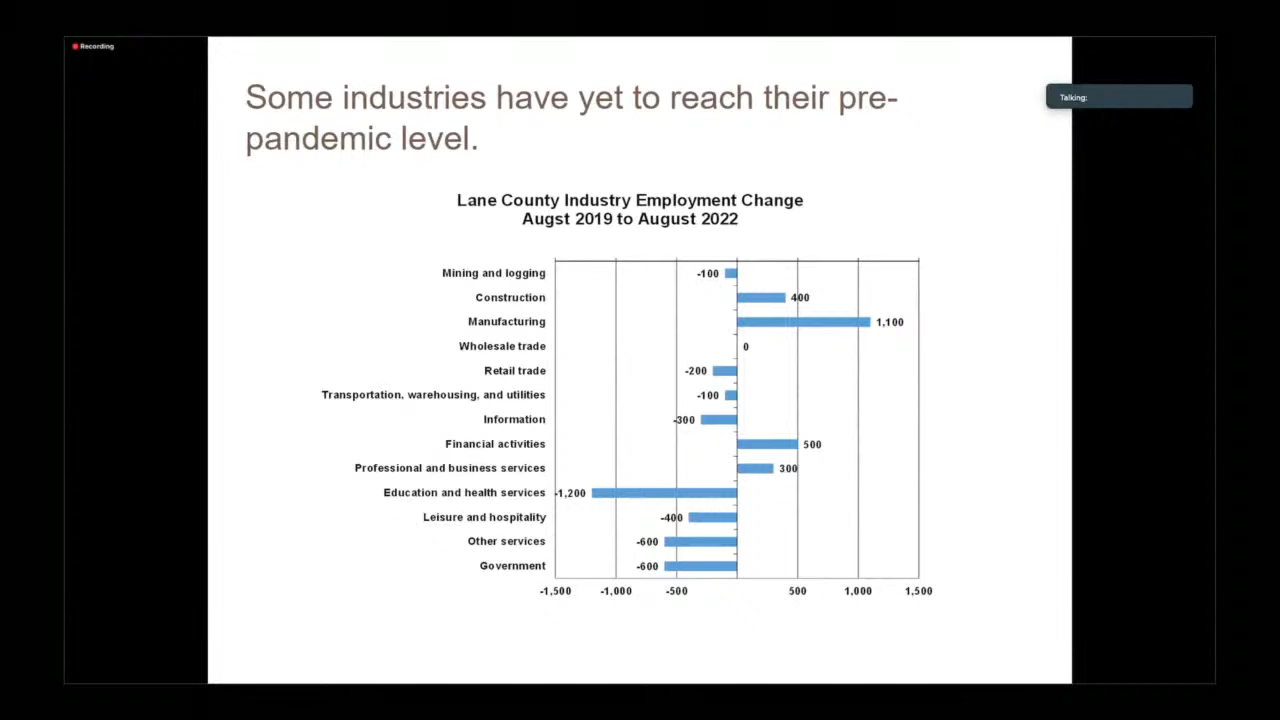 Recording
Talking:
Some industries have yet to reach their pre-
pandemic level.
Lane County Industry Employment Change
Augst 2019 to August 2022
Mining and logging -100
Construction 400
Manufacturing 1,100
Wholesale trade 0
Retail trade -200
Transportation, warehousing, and utilities -100
Information -300
Financial activities 500
Professional and business services 300
Education and health services -1,200
Leisure and hospitality -400
Other services -600
Government -600
-1,500 -1,000 -500 500 1,000 1,500